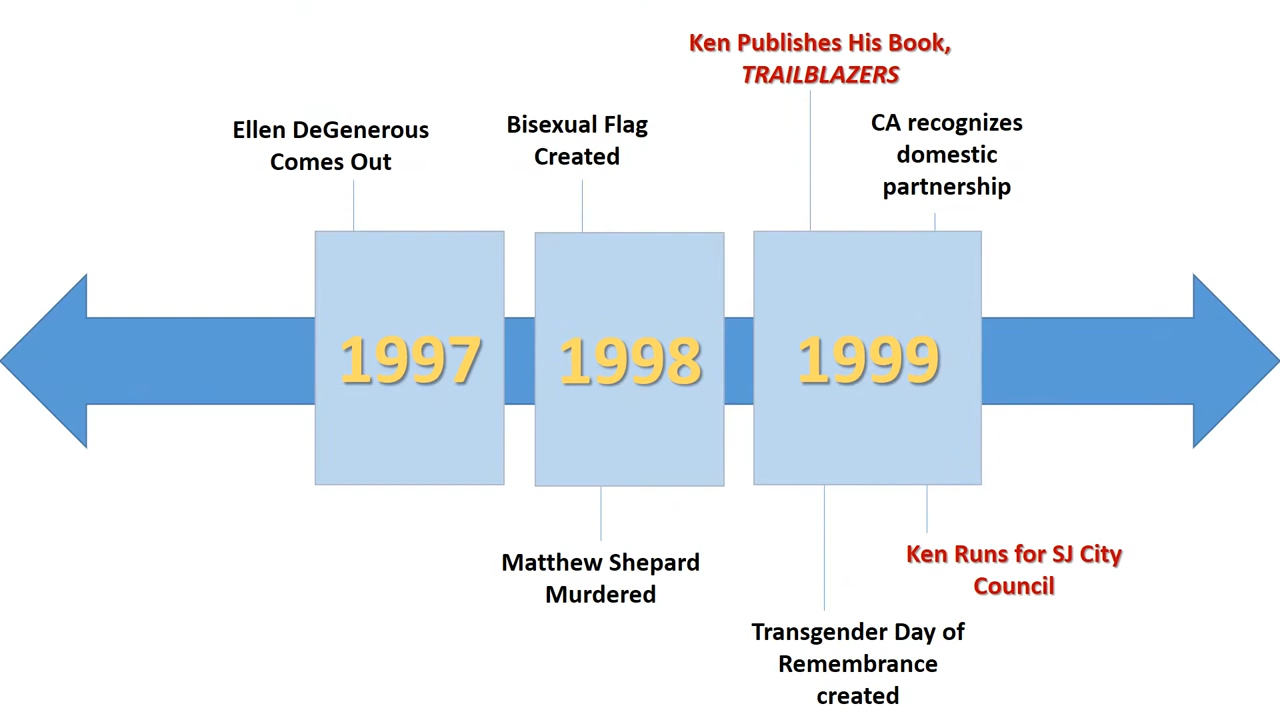 Ken Publishes His Book,
TRAILBLAZERS
Ellen DeGenerous
Comes Out
Bisexual Flag
Created
CA recognizes
domestic
partnership
1997
1998
1999
Matthew Shepard
Murdered
Ken Runs for SJ City
Council
Transgender Day of
Remembrance
created